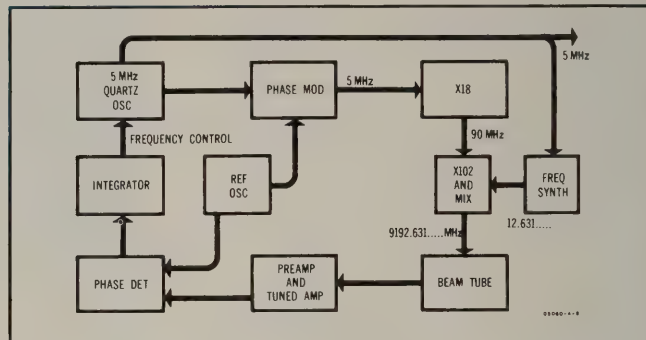 5 MHz
5 MHz
QUARTZ
OSC
PHASE MOD
5 MHz
X18
FREQUENCY CONTROL
90 MHz
INTEGRATOR
REF
OSC
X102
AND
MIX
FREQ
SYNTH
9192.631.....MHz
12.631.....
PHASE DET
PREAMP
AND
TUNED AMP
BEAM TUBE